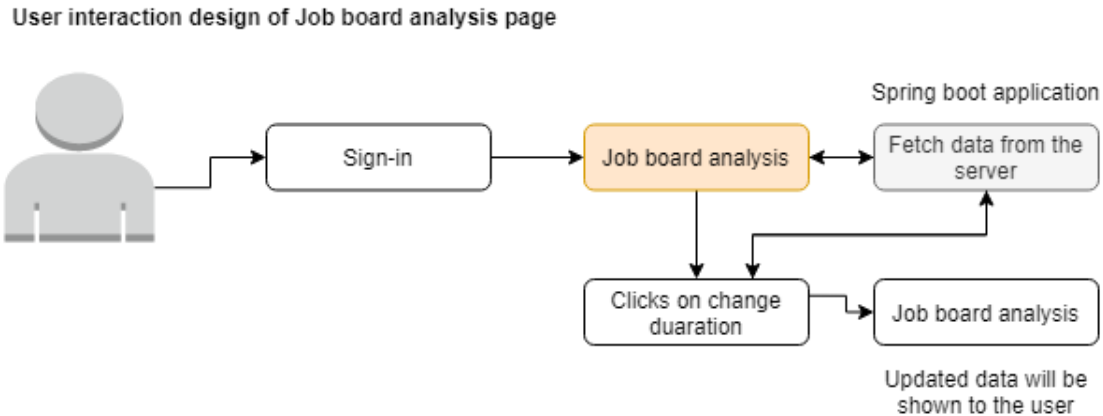 User interaction design of Job board analysis page
Spring boot application
Sign-in
Job board analysis
Fetch data from the
server
Clicks on change
duaration
Job board analysis
Updated data will be
shown to the user